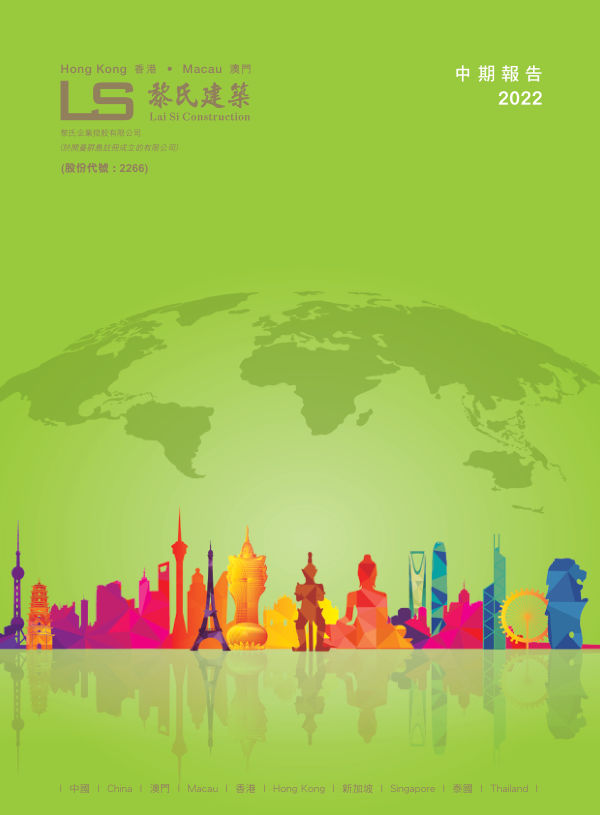 Hong Kong 香港 • Macau 澳門
LS 黎氏建築
Lai Si Construction
黎氏企業控股有限公司
(於開曼群島註冊成立的有限公司)
(股份代號：2266)
中期報告
2022
| 中國 | China | 澳門 | Macau | 香港 | Hong Kong | 新加坡 | Singapore | 泰國 | Thailand |